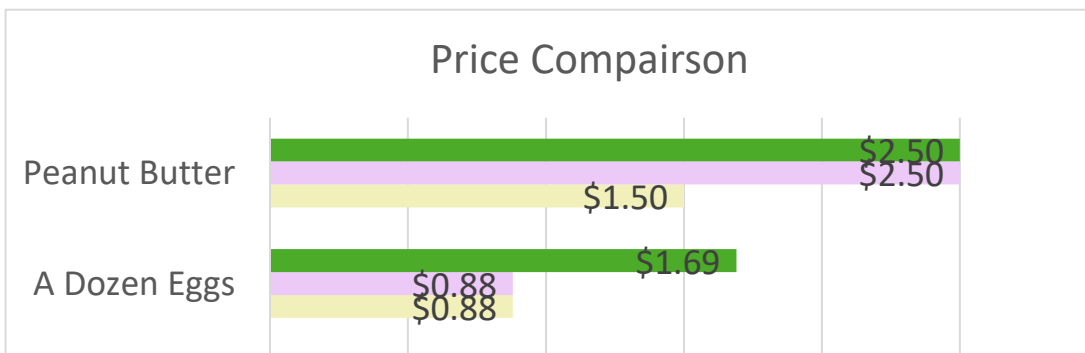 Price Compairson
Peanut Butter
$2.50
$2.50
$1.50
A Dozen Eggs
$1.69
$0.88
$0.88